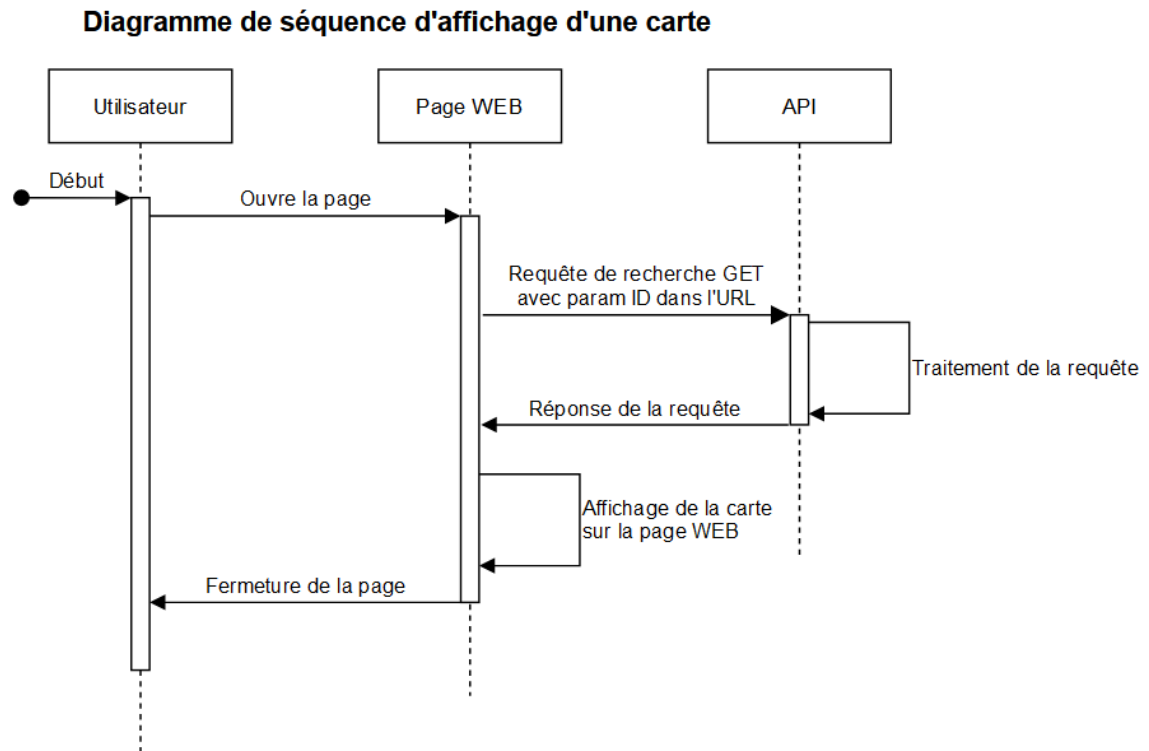 Diagramme de séquence d'affichage d'une carte
Utilisateur
Page WEB
API
Début
Ouvre la page
Requête de recherche GET
avec param ID dans l'URL
Traitement de la requête
Réponse de la requête
Affichage de la carte
sur la page WEB
Fermeture de la page